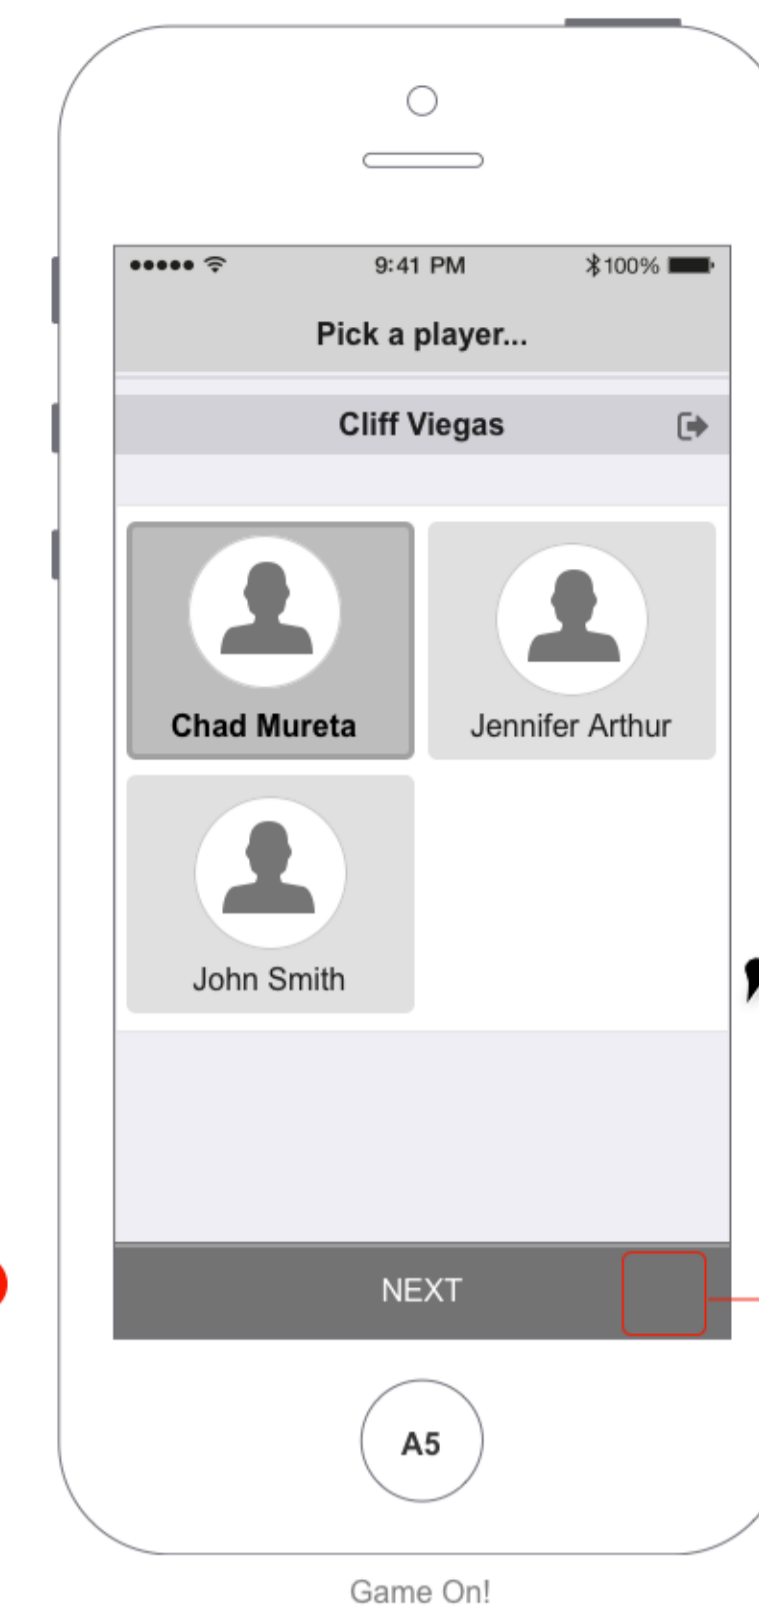 9:41 PM 100%
Pick a player...
Cliff Viegas
Chad Mureta Jennifer Arthur
John Smith
NEXT
A5
Game On!